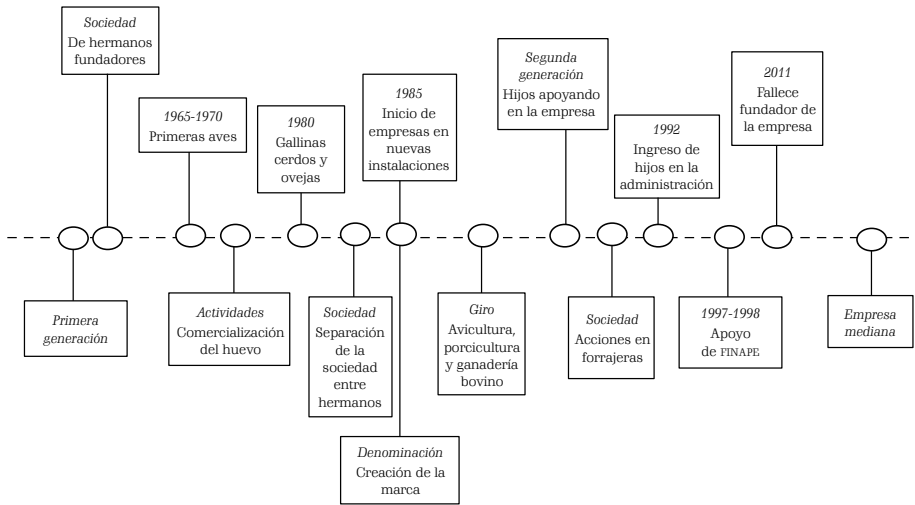 Sociedad
De hermanos
fundadores
1965-1970
Primeras aves
1980
Gallinas
cerdos y
ovejas
1985
Inicio de
empresas en
nuevas
instalaciones
Segunda
generación
Hijos apoyando
en la empresa
1992
Ingreso de
hijos en la
administración
2011
Fallece
fundador de
la empresa
Primera
generación
Actividades
Comercialización
del huevo
Sociedad
Separación
de la
sociedad
entre
hermanos
Denominación
Creación de la
marca
Giro
Avicultura,
porcicultura
y ganadería
bovino
Sociedad
Acciones en
forrajeras
1997-1998
Apoyo
de FINAPE
Empresa
mediana